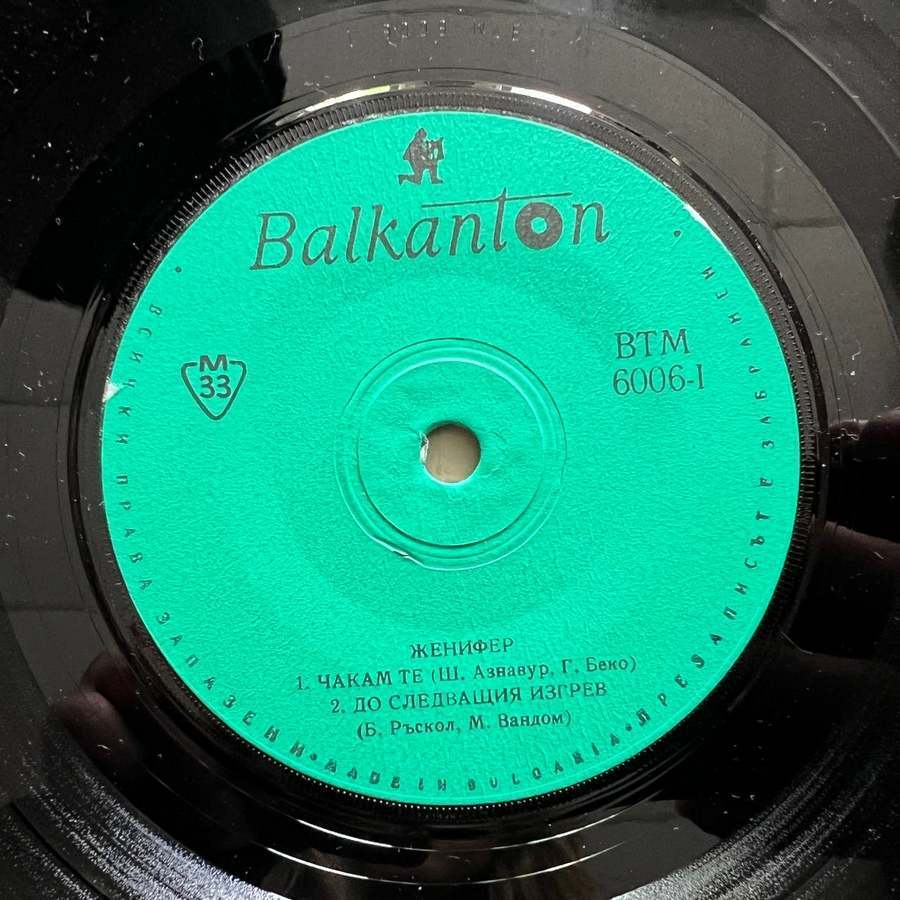 Balkanton
M
33
ВТМ
6006-I
ЖЕНИФЕР
1. ЧАКАМ ТЕ (Ш. Азнавур, Г. Беко)
2. ДО СЛЕДВАЩИЯ ИЗГРЕВ
(Б. Ръскол, М. Вандом)
• ВСИЧКИ ПРАВА ЗАПАЗЕНИ • MADE IN BULGARIA • ПРЕЗАПИСЪТ Е ЗАБРАНЕН •